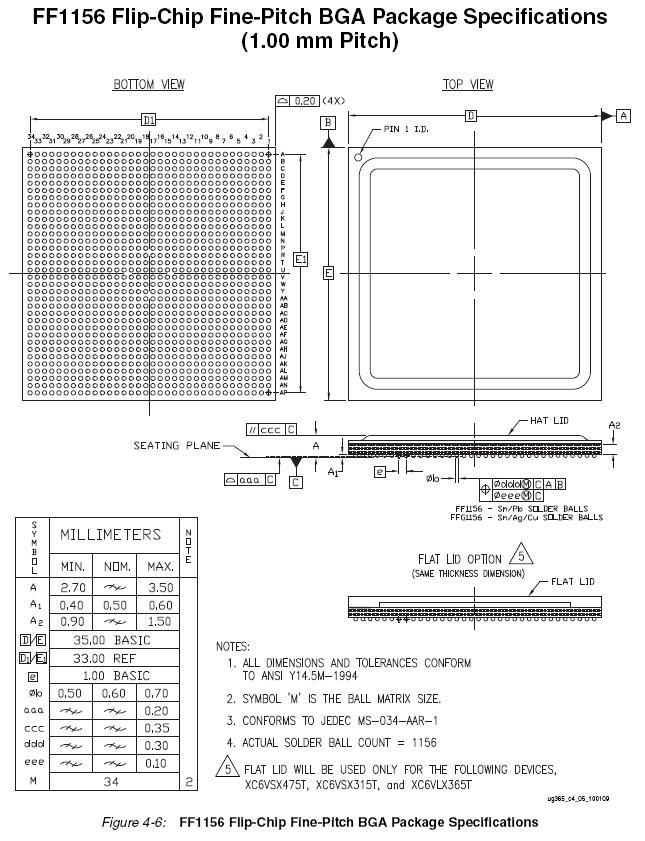 FF1156 Flip-Chip Fine-Pitch BGA Package Specifications
(1.00 mm Pitch)
BOTTOM VIEW
TOP VIEW
0.20 (4X)
D1
D
A
B
PIN 1 I.D.
34 32 30 28 26 24 22 20 18 16 14 12 10 8 6 4 2
33 31 29 27 25 23 21 19 17 15 13 11 9 7 5 3 1
A
B
C
D
E
F
G
H
J
K
L
M
N
P
R
T
U
V
W
Y
AA
AB
AC
AD
AE
AF
AG
AH
AJ
AK
AL
AM
AN
AP
E1
E
HAT LID
A2
// ccc C
A
SEATING PLANE
A1
e
Øb
aaa C
C
Øddd M C A B
Øeee M C
FF1156 - Sn/Pb SOLDER BALLS
FFG1156 - Sn/Ag/Cu SOLDER BALLS
FLAT LID OPTION 5
(SAME THICKNESS DIMENSION)
FLAT LID
SYMBOL MILLIMETERS NOTE
MIN. NOM. MAX.
A 2.70 3.50
A1 0.40 0.50 0.60
A2 0.90 1.50
D/E 35.00 BASIC
D1/E1 33.00 REF
e 1.00 BASIC
Øb 0.50 0.60 0.70
aaa 0.20
ccc 0.35
ddd 0.30
eee 0.10
M 34 2
NOTES:
1. ALL DIMENSIONS AND TOLERANCES CONFORM
TO ANSI Y14.5M-1994
2. SYMBOL 'M' IS THE BALL MATRIX SIZE.
3. CONFORMS TO JEDEC MS-034-AAR-1
4. ACTUAL SOLDER BALL COUNT = 1156
5 FLAT LID WILL BE USED ONLY FOR THE FOLLOWING DEVICES,
XC6VSX475T, XC6VSX315T, and XC6VLX365T
ug365_c4_05_100109
Figure 4-6: FF1156 Flip-Chip Fine-Pitch BGA Package Specifications